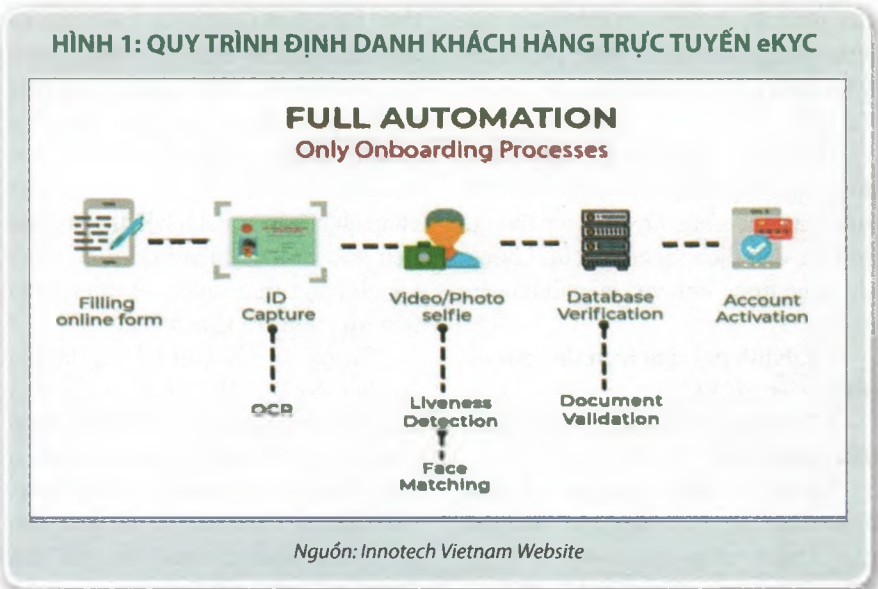 HÌNH 1: QUY TRÌNH ĐỊNH DANH KHÁCH HÀNG TRỰC TUYẾN eKYC
FULL AUTOMATION
Only Onboarding Processes
Filling
online form
ID
Capture
Video/Photo
selfie
Database
Verification
Account
Activation
OCR
Liveness
Detection
Document
Validation
Face
Matching
Nguồn: Innotech Vietnam Website